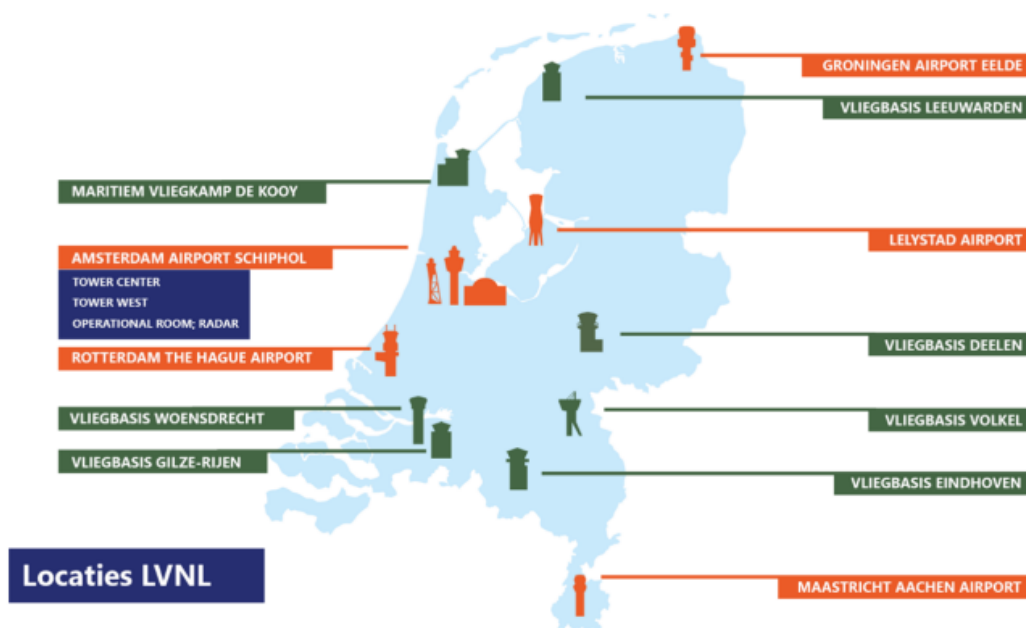 GRONINGEN AIRPORT EELDE
VLIEGBASIS LEEUWARDEN
MARITIEM VLIEGKAMP DE KOOY
LELYSTAD AIRPORT
AMSTERDAM AIRPORT SCHIPHOL
TOWER CENTER
TOWER WEST
OPERATIONAL ROOM; RADAR
VLIEGBASIS DEELEN
ROTTERDAM THE HAGUE AIRPORT
VLIEGBASIS WOENSDRECHT
VLIEGBASIS VOLKEL
VLIEGBASIS GILZE-RIJEN
VLIEGBASIS EINDHOVEN
Locaties LVNL
MAASTRICHT AACHEN AIRPORT